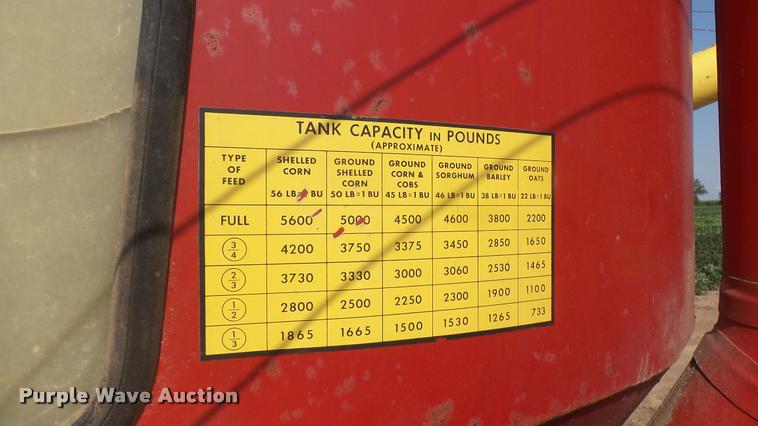 TANK CAPACITY IN POUNDS
(APPROXIMATE)
TYPE OF FEED SHELLED CORN 56 LB=1 BU GROUND SHELLED CORN 50 LB=1 BU GROUND CORN & COBS 45 LB=1 BU GROUND SORGHUM 46 LB=1 BU GROUND BARLEY 38 LB=1 BU GROUND OATS 22 LB=1 BU
FULL 5600 5000 4500 4600 3800 2200
3/4 4200 3750 3375 3450 2850 1650
2/3 3730 3330 3000 3060 2530 1465
1/2 2800 2500 2250 2300 1900 1100
1/3 1865 1665 1500 1530 1265 733
Purple Wave Auction